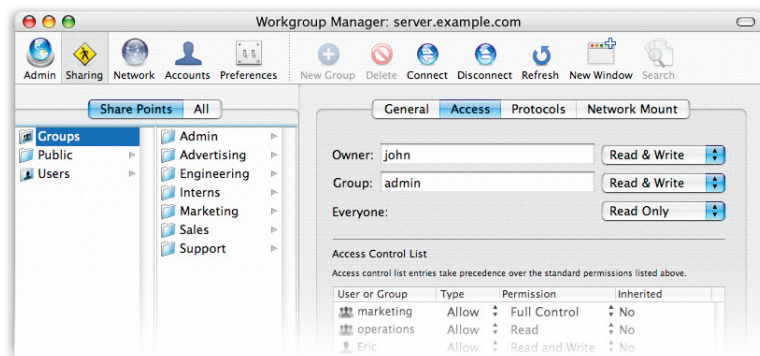 Workgroup Manager: server.example.com
Admin Sharing Network Accounts Preferences New Group Delete Connect Disconnect Refresh New Window Search
Share Points All
General Access Protocols Network Mount
Groups
Public
Users
Admin
Advertising
Engineering
Interns
Marketing
Sales
Support
Owner: john Read & Write
Group: admin Read & Write
Everyone: Read Only
Access Control List
Access control list entries take precedence over the standard permissions listed above.
User or Group Type Permission Inherited
marketing Allow Full Control No
operations Allow Read No
Eric Allow Read and Write No